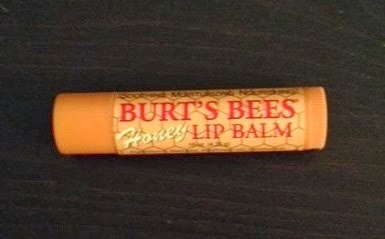 Soothing Moisturizing Nourishing
BURT'S BEES
Honey LIP BALM